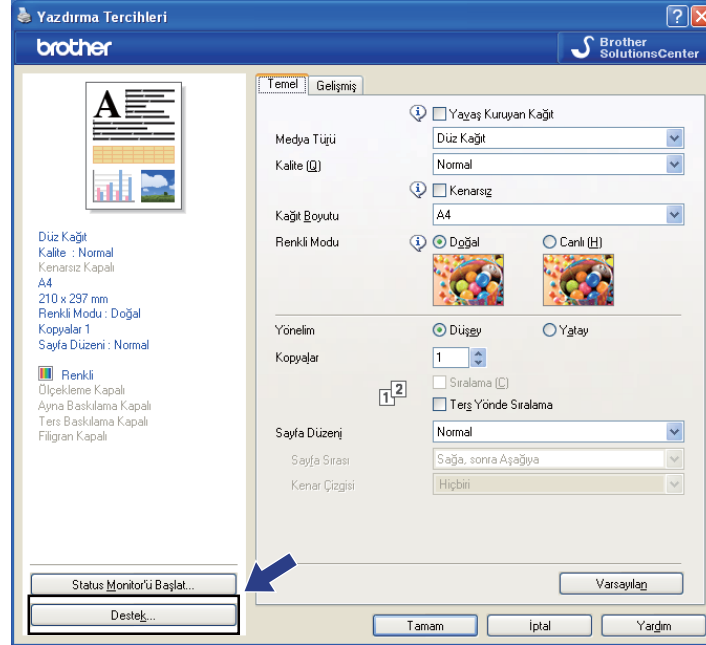 Yazdırma Tercihleri
brother
Brother
SolutionsCenter
A
Düz Kağıt
Kalite : Normal
Kenarsız Kapalı
A4
210 x 297 mm
Renkli Modu : Doğal
Kopyalar 1
Sayfa Düzeni : Normal
Renkli
Ölçekleme Kapalı
Ayna Baskılama Kapalı
Ters Baskılama Kapalı
Filigran Kapalı
Status Monitor'ü Başlat...
Destek...
Temel Gelişmiş
Yavaş Kuruyan Kağıt
Medya Türü Düz Kağıt
Kalite (Q) Normal
Kenarsız
Kağıt Boyutu A4
Renkli Modu Doğal Canlı (H)
Yönelim Düşey Yatay
Kopyalar 1
1 2 Sıralama (C)
Ters Yönde Sıralama
Sayfa Düzeni Normal
Sayfa Sırası Sağa, sonra Aşağıya
Kenar Çizgisi Hiçbiri
Varsayılan
Tamam İptal Yardım